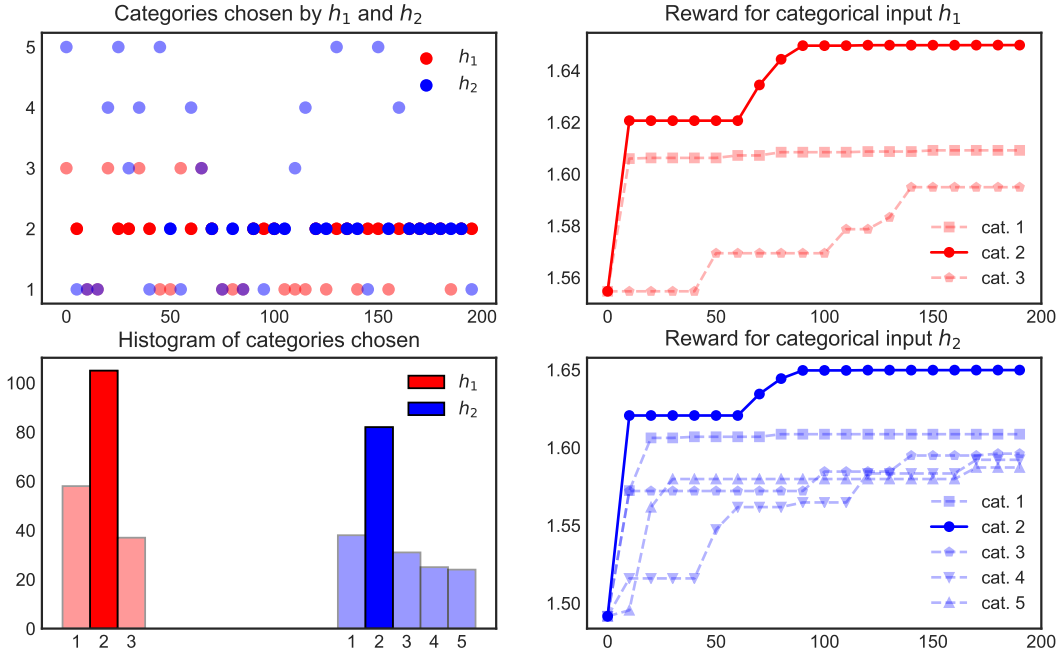 Categories chosen by h₁ and h₂
5
4
3
2
1
0
50
100
150
200
h₁
h₂
Reward for categorical input h₁
1.64
1.62
1.60
1.58
1.56
0
50
100
150
200
cat. 1
cat. 2
cat. 3
Histogram of categories chosen
100
80
60
40
20
0
1
2
3
1
2
3
4
5
h₁
h₂
Reward for categorical input h₂
1.65
1.60
1.55
1.50
0
50
100
150
200
cat. 1
cat. 2
cat. 3
cat. 4
cat. 5